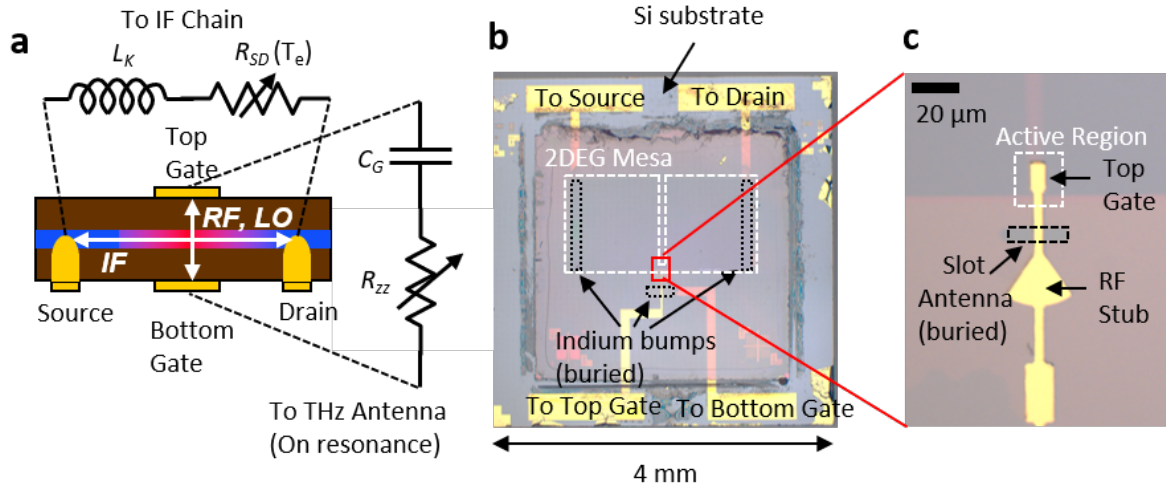 a
To IF Chain
L_K
R_SD (T_e)
Top
Gate
C_G
RF, LO
IF
R_zz
Source
Bottom
Gate
Drain
To THz Antenna
(On resonance)
b
Si substrate
To Source
To Drain
2DEG Mesa
Indium bumps
(buried)
To Top Gate
To Bottom Gate
4 mm
c
20 µm
Active Region
Top
Gate
Slot
Antenna
(buried)
RF
Stub